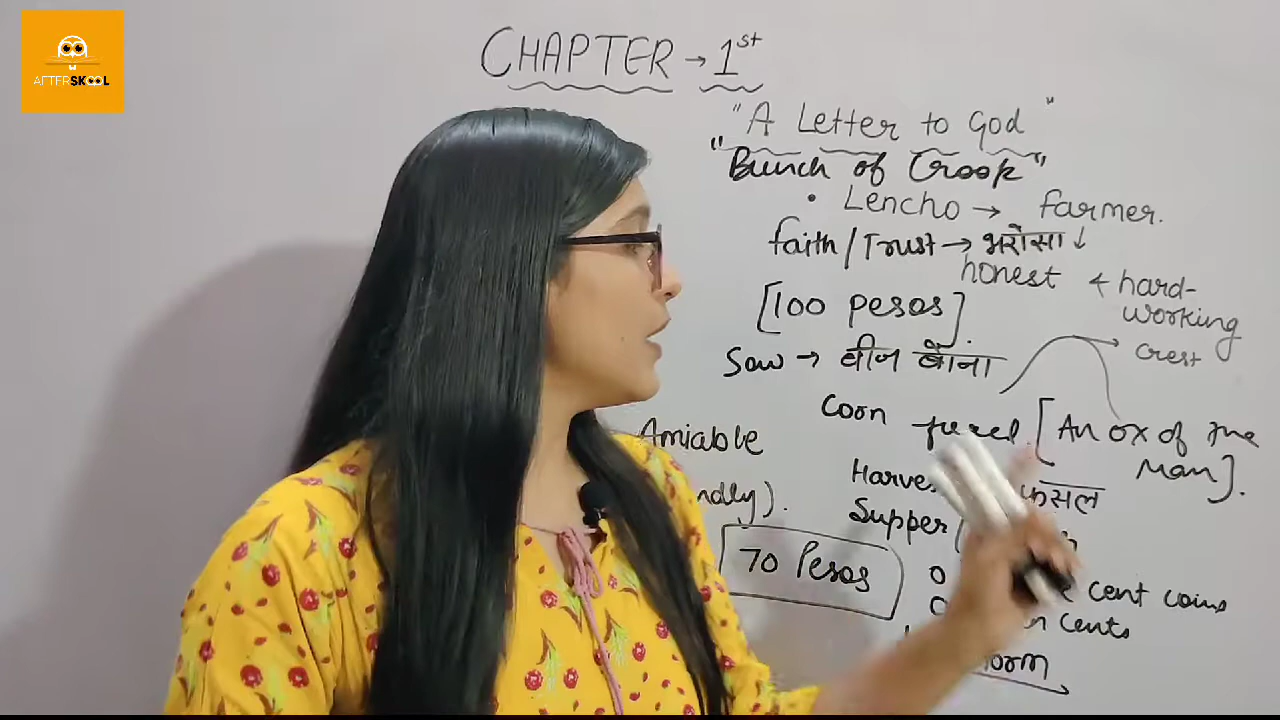 AFTERSKOOL
CHAPTER → 1st
"A Letter to God"
"Bunch of Crook"
• Lencho → farmer.
faith/Trust → भरोसा ↓
honest & hard-
working
[100 pesos]
crest
Sow → बीज बोना
Coon
[An ox of the
Man].
Amiable
Harves
फसल
ndly).
Supper
70 Pesos
cent coins
cents